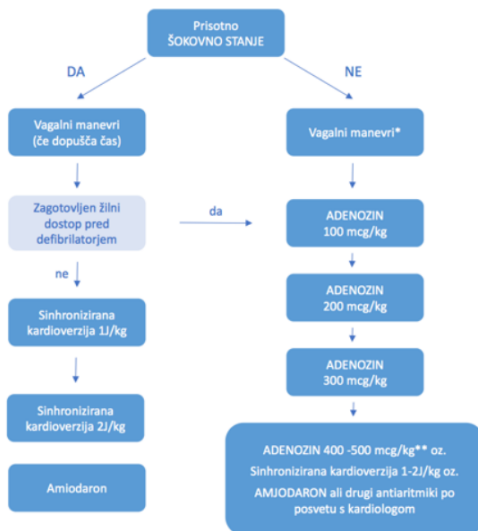 Prisotno
ŠOKOVNO STANJE
DA
NE
Vagalni manevri
(če dopušča čas)
Vagalni manevri*
Zagotovljen žilni
dostop pred
defibrilatorjem
da
ADENOZIN
100 mcg/kg
ne
ADENOZIN
200 mcg/kg
Sinhronizirana
kardioverzija 1J/kg
ADENOZIN
300 mcg/kg
Sinhronizirana
kardioverzija 2J/kg
ADENOZIN 400 -500 mcg/kg** oz.
Sinhronizirana kardioverzija 1-2J/kg oz.
AMJODARON ali drugi antiaritmiki po
posvetu s kardiologom
Amiodaron